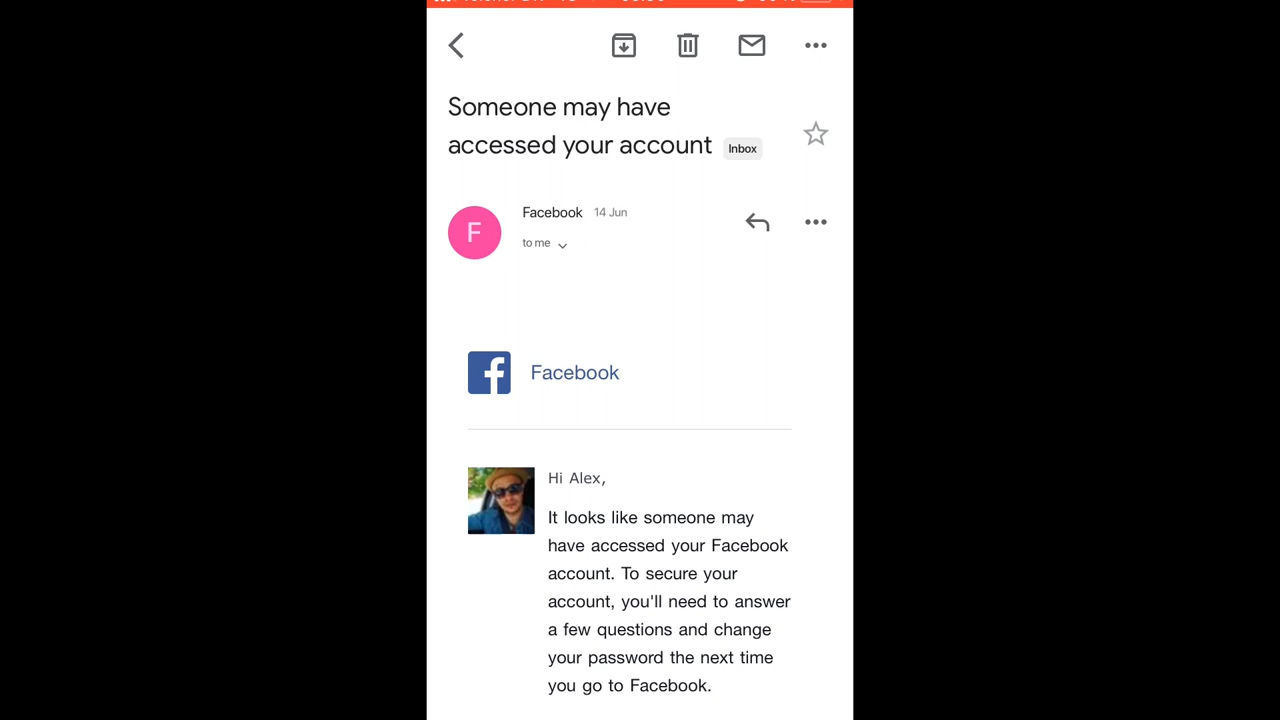 Someone may have
accessed your account Inbox
F
Facebook 14 Jun
to me
f Facebook
Hi Alex,
It looks like someone may
have accessed your Facebook
account. To secure your
account, you'll need to answer
a few questions and change
your password the next time
you go to Facebook.